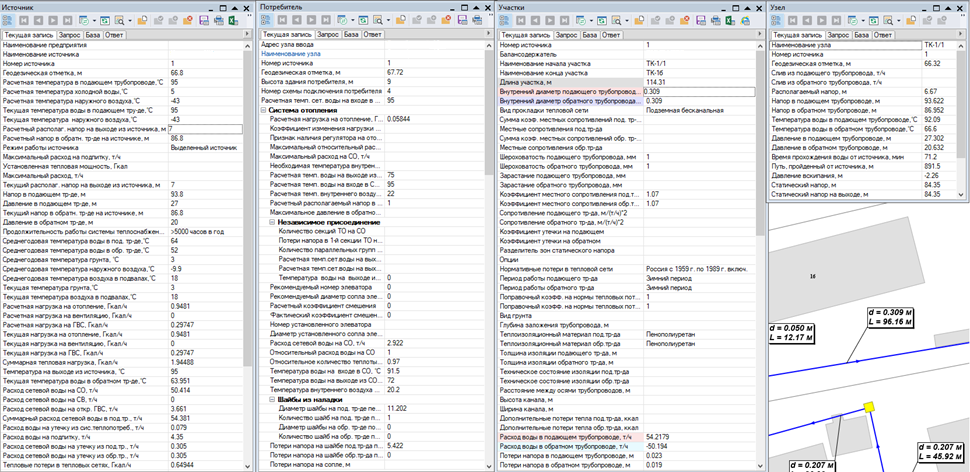 Источник
Текущая запись Запрос База Ответ
Наименование предприятия
Наименование источника
Номер источника 1
Геодезическая отметка, м 66.8
Расчетная температура в подающем трубопроводе,°C 95
Расчетная температура холодной воды,°C 5
Расчетная температура наружного воздуха,°C -43
Текущая температура воды в подающем тр-де,°C 95
Текущая температура наружного воздуха,°C -43
Расчетный располаг. напор на выходе из источника, м 7
Расчетный напор в обратн. тр-де на источнике, м 86.8
Режим работы источника Выделенный источник
Максимальный расход на подпитку, т/ч
Установленная тепловая мощность, Гкал
Максимальный расход, т/ч
Текущий располаг. напор на выходе из источника, м 7
Напор в подающем тр-де, м 93.8
Давление в подающем тр-де, м 27
Текущий напор в обратн. тр-де на источнике, м 86.8
Давление в обратном тр-де, м 20
Продолжительность работы системы теплоснабжен... >5000 часов в год
Среднегодовая температура воды в под. тр-де,°C 64
Среднегодовая температура воды в обр. тр-де,°C 52
Среднегодовая температура грунта, °C 3
Среднегодовая температура наружного воздуха,°C -9.9
Среднегодовая температура воздуха в подвалах,°C 18
Текущая температура грунта,°C 3
Текущая температура воздуха в подвалах,°C 18
Расчетная нагрузка на отопление, Гкал/ч 0.9481
Расчетная нагрузка на вентиляцию, Гкал/ч 0
Расчетная нагрузка на ГВС, Гкал/ч 0.29747
Текущая нагрузка на отопление, Гкал/ч 0.9481
Текущая нагрузка на вентиляцию, Гкал/ч 0
Текущая нагрузка на ГВС, Гкал/ч 0.29747
Суммарная тепловая нагрузка, Гкал/ч 1.94488
Температура на выходе из источника, °C 95
Текущая температура воды в обратном тр-де,°C 63.951
Расход сетевой воды на СО, т/ч 50.414
Расход сетевой воды на СВ, т/ч 0
Расход сетевой воды на откр. ГВС, т/ч 3.661
Суммарный расход сетевой воды в под.тр., т/ч 54.381
Расход воды на утечку из сис.теплопотреб., т/ч 0.079
Расход воды на подпитку, т/ч 4.35
Расход сетевой воды на утечку из под.тр., т/ч 0.305
Расход сетевой воды на утечку из обр.тр., т/ч 0.305
Тепловые потери в тепловых сетях, Гкал/ч 0.64944
Потребитель
Текущая запись Запрос База Ответ
Адрес узла ввода
Наименование узла
Номер источника 1
Геодезическая отметка, м 67.72
Высота здания потребителя, м 9
Номер схемы подключения потребителя 4
Расчетная темп. сет. воды на входе в ... 95
Система отопления
Расчетная нагрузка на отопление, Г... 0.05844
Коэффициент изменения нагрузки ...
Признак наличия регулятора на ото...
Максимальный относительный рас...
Максимальный расход на СО, т/ч
Необходимая температура внутрен...
Расчетная темп. воды на выходе из... 75
Расчетная темп. воды на входе в С... 95
Расчетная темп. внутреннего возду... 22
Расчетный располагаемый напор в... 1
Максимальное давление в обратно...
Независимое присоединение
Количество секций ТО на СО
Потери напора в 1-й секции ТО н...
Количество параллельных групп ...
Расчетная темп.сет.воды на вых...
Расчетная темп.сет.воды на вых...
Температура воды на выходе и... 0
Рекомендуемый номер элеватора 0
Рекомендуемый диаметр сопла эле... 0
Расчетный коэффициент смешения 0
Фактический коэффициент смешен... 0
Номер установленного элеватора
Диаметр установленного сопла эле...
Расход сетевой воды на СО, т/ч 2.922
Относительный расход воды на СО 1
Относительное количество теплоты... 0.97
Температура воды на входе в СО,°C 91.5
Температура воды на выходе из СО... 72
Температура внутреннего воздуха ... 20.2
Шайбы из наладки
Диаметр шайбы на под. тр-де пе... 11.202
Количество шайб на под. тр-де п... 1
Диаметр шайбы на обр. тр-де по... 0
Количество шайб на обр. тр-де п... 0
Потери напора на шайбе под.тр-де п... 5.422
Потери напора на шайбе обр.тр-де п... 0
Потери напора на сопле, м
Участки
Текущая запись Запрос База Ответ
Номер источника 1
Балансодержатель
Наименование начала участка ТК-1/1
Наименование конца участка ТК-16
Длина участка, м 114.31
Внутренний диаметр подающего трубопровод... 0.309
Внутренний диаметр обратного трубопровода... 0.309
Вид прокладки тепловой сети Подземная бесканальная
Сумма коэф. местных сопротивлений под. тр-...
Местные сопротивления под.тр-да
Сумма коэфф. местных сопротивлений обр. тр-...
Местные сопротивления обр.тр-да
Шероховатость подающего трубопровода, мм 1
Шероховатость обратного трубопровода, мм 1
Зарастание подающего трубопровода, мм
Зарастание обратного трубопровода, мм
Коэффициент местного сопротивления под.т... 1.07
Коэффициент местного сопротивления обр.т... 1.07
Сопротивление подающего тр-да, м/(т/ч)^2
Сопротивление обратного тр-да, м/(т/ч)^2
Коэффициент утечки на подающем
Коэффициент утечки на обратном
Разделитель зон статического напора
Опции
Нормативные потери в тепловой сети Россия с 1959 г. по 1989 г. включ.
Период работы подающего тр-да Зимний период
Период работы обратного тр-да Зимний период
Поправочный коэфф. на нормы тепловых пот... 1
Поправочный коэфф. на нормы тепловых пот... 1
Вид грунта
Глубина заложения трубопровода, м
Теплоизоляционный материал под.тр-да Пенополиуретан
Теплоизоляционный материал обр.тр-да Пенополиуретан
Толщина изоляции подающего тр-да, м
Толщина изоляции обратного тр-да, м
Техническое состояние изоляции под.тр-да
Техническое состояние изоляции обр.тр-да
Расстояние между осями трубопроводов, м
Высота канала, м
Ширина канала, м
Дополнительные потери тепла под.тр-да, ккал
Дополнительные потери тепла обр.тр-да, ккал
Расход воды в подающем трубопроводе, т/ч 54.2179
Расход воды в обратном трубопроводе, т/ч -50.194
Потери напора в подающем трубопроводе, м 0.023
Потери напора в обратном трубопроводе, м 0.019
Узел
Текущая запись Запрос База Ответ
Наименование узла ТК-1/1
Номер источника 1
Геодезическая отметка, м 66.32
Слив из подающего трубопровода, т/ч
Слив из обратного трубопровода, т/ч
Располагаемый напор, м 6.67
Напор в подающем трубопроводе, м 93.622
Напор в обратном трубопроводе, м 86.952
Температура воды в подающем трубопроводе... 92.09
Температура воды в обратном трубопроводе... 66.6
Давление в подающем трубопроводе, м 27.302
Давление в обратном трубопроводе, м 20.632
Время прохождения воды от источника, мин 71.2
Путь, пройденный от источника, м 891.5
Давление вскипания, м -2.26
Статический напор, м 84.35
Статический напор на выходе, м 84.35
16
d = 0.309 м
L = 96.16 м
d = 0.050 м
L = 12.17 м
d = 0.207 м
L = 45.92 м
d = 0.207 м